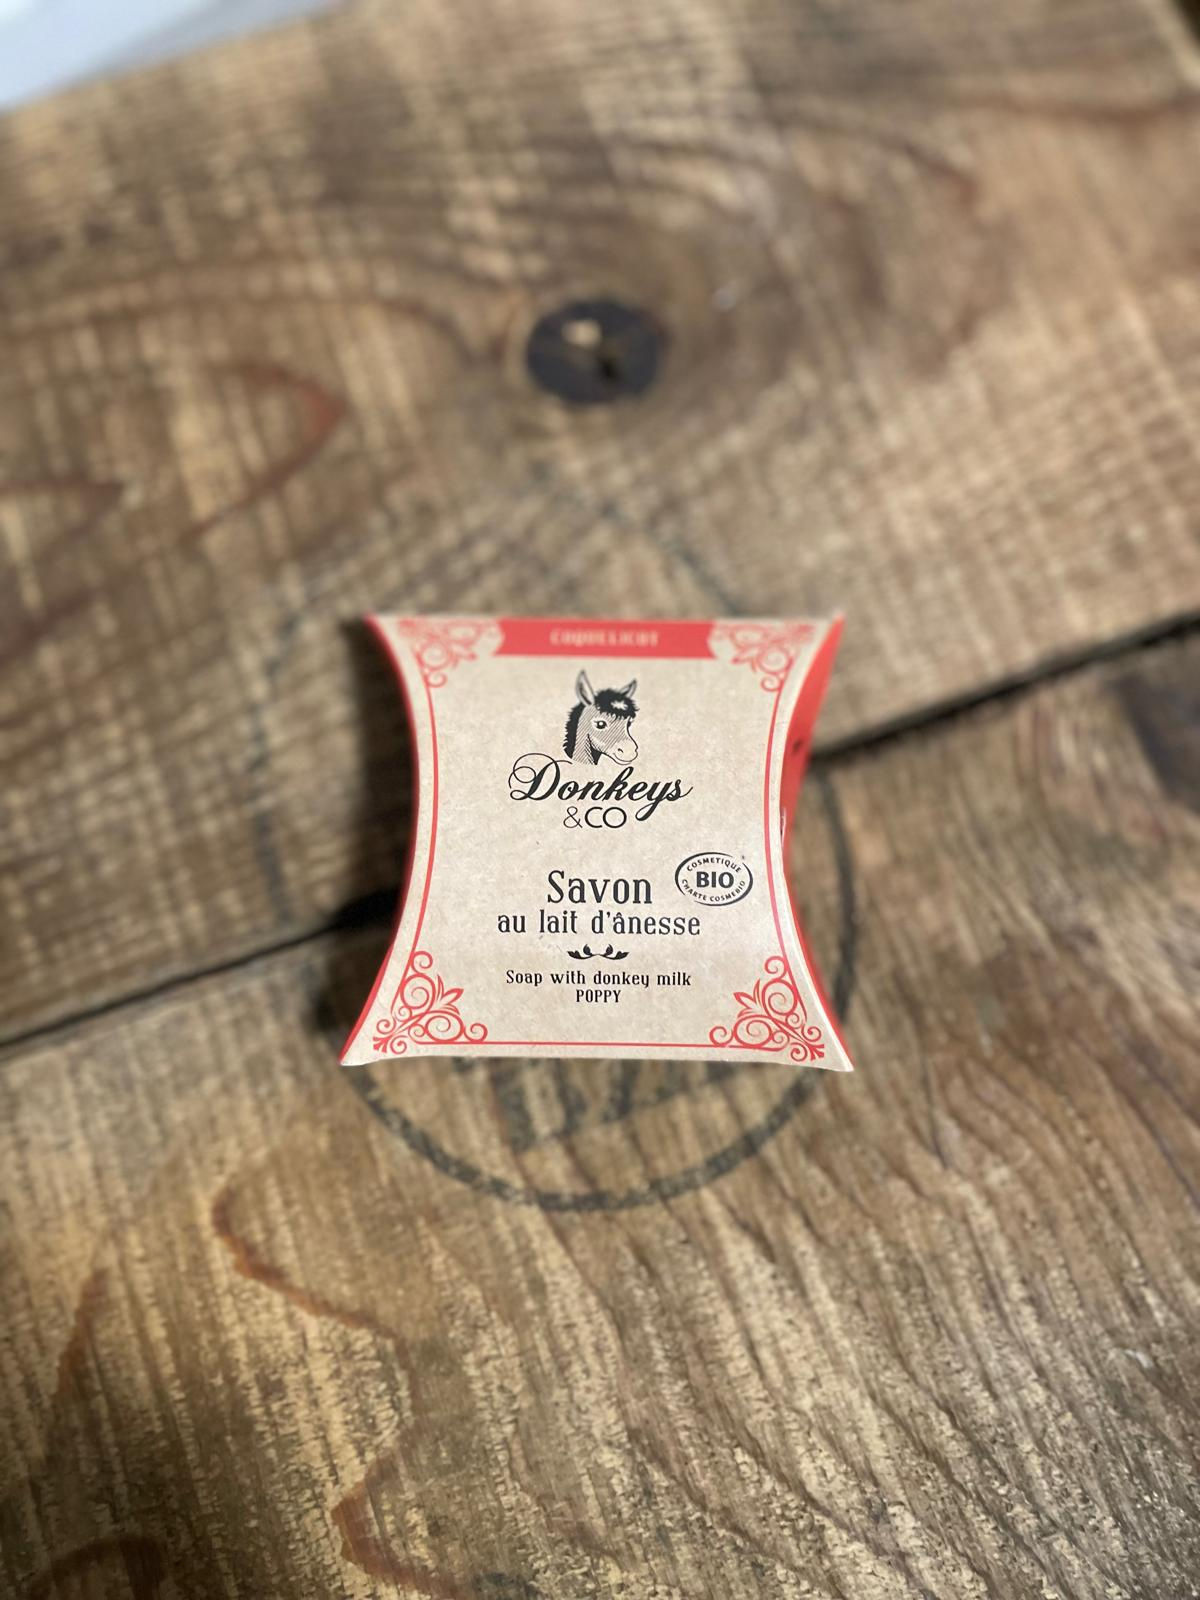 COQUELICOT
Donkeys
&CO
Savon
au lait d'ânesse
COSMETIQUE
BIO
CHARTE COSMEBIO
Soap with donkey milk
POPPY